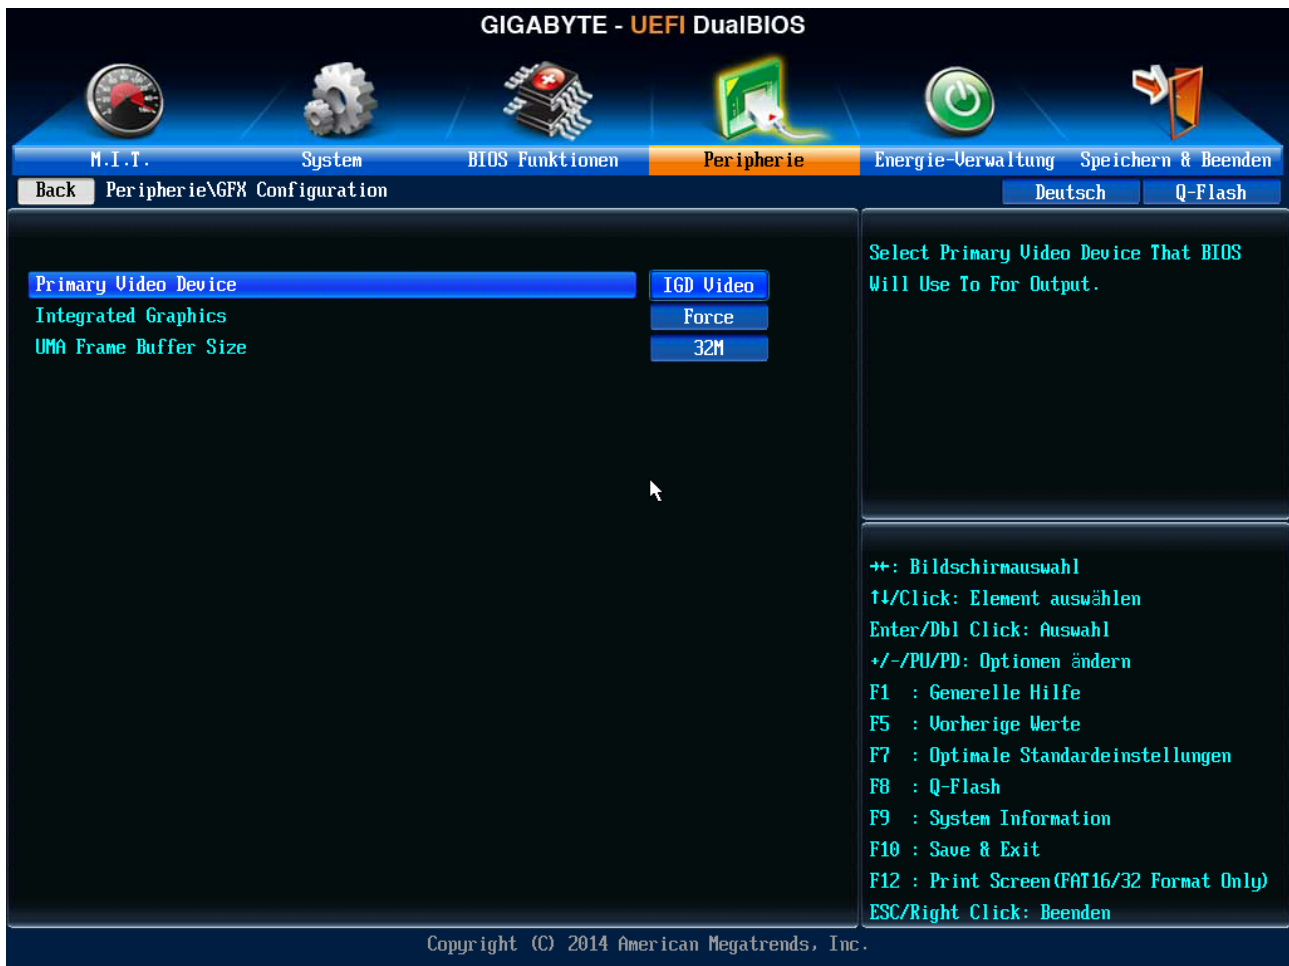 GIGABYTE - UEFI DualBIOS
M.I.T. System BIOS Funktionen Peripherie Energie-Verwaltung Speichern & Beenden
Back Peripherie\GFX Configuration Deutsch Q-Flash
Primary Video Device IGD Video
Integrated Graphics Force
UMA Frame Buffer Size 32M
Select Primary Video Device That BIOS
Will Use To For Output.
→←: Bildschirmauswahl
↑↓/Click: Element auswählen
Enter/Dbl Click: Auswahl
+/-/PU/PD: Optionen ändern
F1 : Generelle Hilfe
F5 : Vorherige Werte
F7 : Optimale Standardeinstellungen
F8 : Q-Flash
F9 : System Information
F10 : Save & Exit
F12 : Print Screen(FAT16/32 Format Only)
ESC/Right Click: Beenden
Copyright (C) 2014 American Megatrends, Inc.